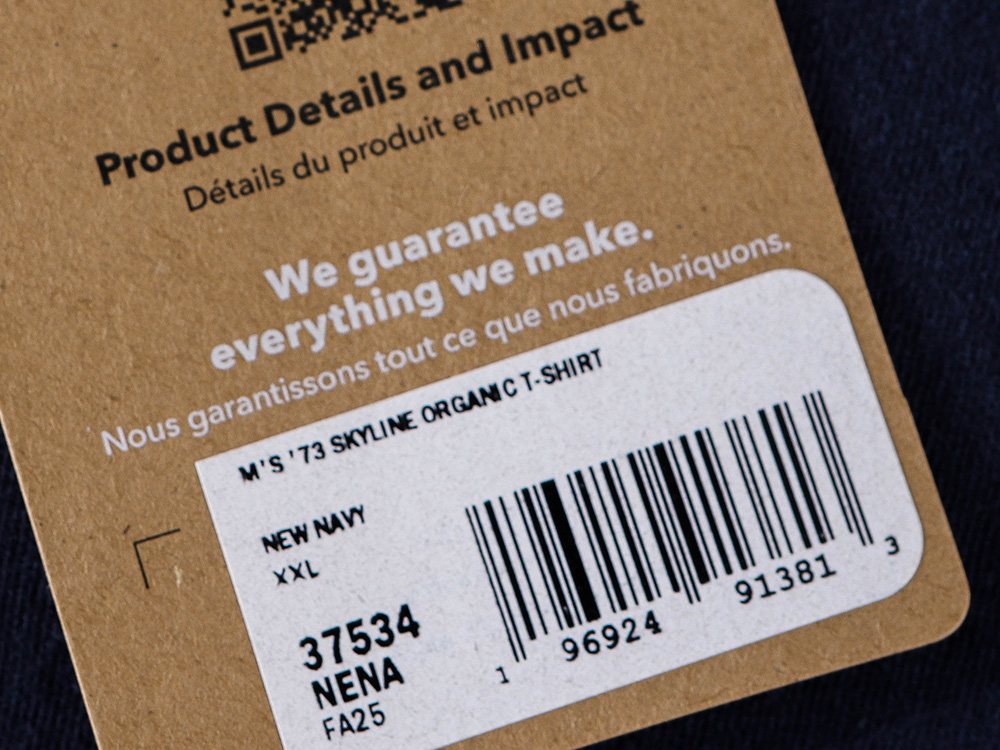 Product Details and Impact
Détails du produit et impact
We guarantee
everything we make.
Nous garantissons tout ce que nous fabriquons.
M'S '73 SKYLINE ORGANIC T-SHIRT
NEW NAVY
XXL
37534
NENA
FA25
1 96924 91381 3